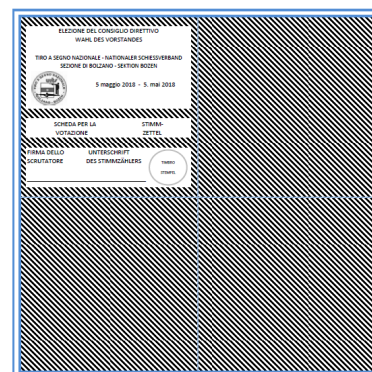 ELEZIONE DEL CONSIGLIO DIRETTIVO
WAHL DES VORSTANDES
TIRO A SEGNO NAZIONALE - NATIONALER SCHIESSVERBAND
SEZIONE DI BOLZANO - SEKTION BOZEN
5 maggio 2018 - 5. mai 2018
SCHEDA PER LA STIMM-
VOTAZIONE ZETTEL
FIRMA DELLO UNTERSCHRIFT
SCRUTATORE DES STIMMZÄHLERS
TIMBRO
STEMPEL